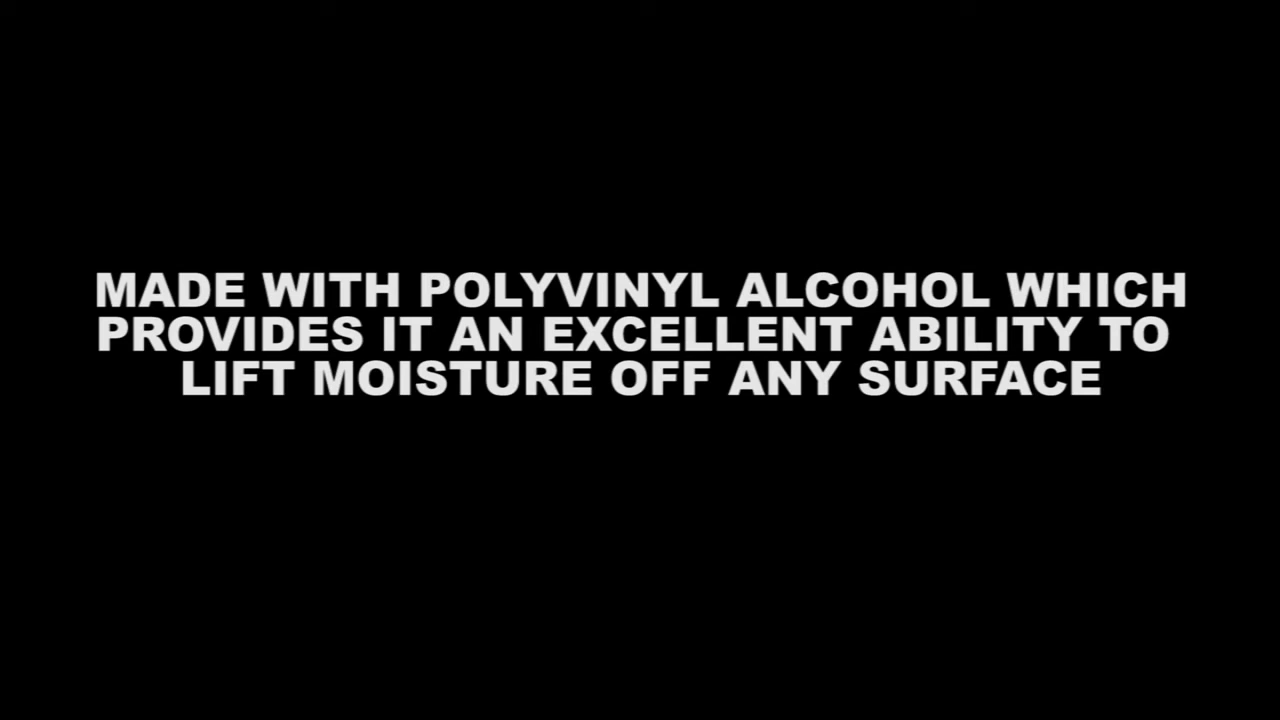 MADE WITH POLYVINYL ALCOHOL WHICH
PROVIDES IT AN EXCELLENT ABILITY TO
LIFT MOISTURE OFF ANY SURFACE